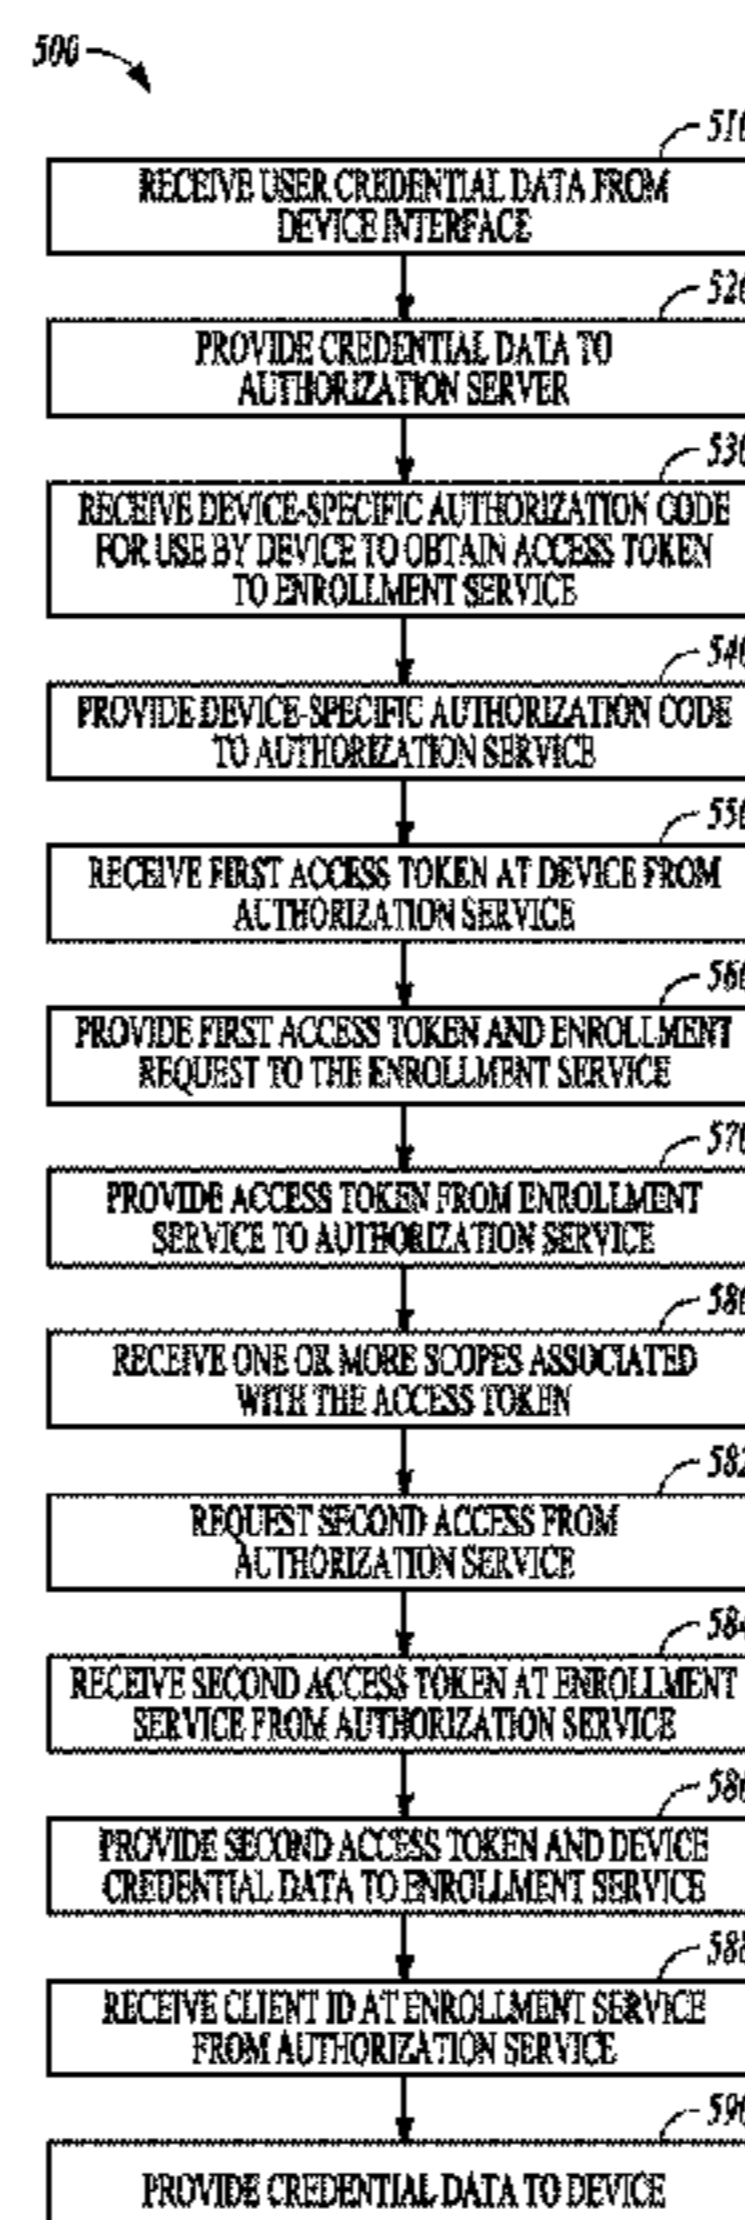 500
510
RECEIVE USER CREDENTIAL DATA FROM
DEVICE INTERFACE
520
PROVIDE CREDENTIAL DATA TO
AUTHORIZATION SERVER
530
RECEIVE DEVICE-SPECIFIC AUTHORIZATION CODE
FOR USE BY DEVICE TO OBTAIN ACCESS TOKEN
TO ENROLLMENT SERVICE
540
PROVIDE DEVICE-SPECIFIC AUTHORIZATION CODE
TO AUTHORIZATION SERVICE
550
RECEIVE FIRST ACCESS TOKEN AT DEVICE FROM
AUTHORIZATION SERVICE
560
PROVIDE FIRST ACCESS TOKEN AND ENROLLMENT
REQUEST TO THE ENROLLMENT SERVICE
570
PROVIDE ACCESS TOKEN FROM ENROLLMENT
SERVICE TO AUTHORIZATION SERVICE
580
RECEIVE ONE OR MORE SCOPES ASSOCIATED
WITH THE ACCESS TOKEN
582
REQUEST SECOND ACCESS FROM
AUTHORIZATION SERVICE
584
RECEIVE SECOND ACCESS TOKEN AT ENROLLMENT
SERVICE FROM AUTHORIZATION SERVICE
586
PROVIDE SECOND ACCESS TOKEN AND DEVICE
CREDENTIAL DATA TO ENROLLMENT SERVICE
588
RECEIVE CLIENT ID AT ENROLLMENT SERVICE
FROM AUTHORIZATION SERVICE
590
PROVIDE CREDENTIAL DATA TO DEVICE